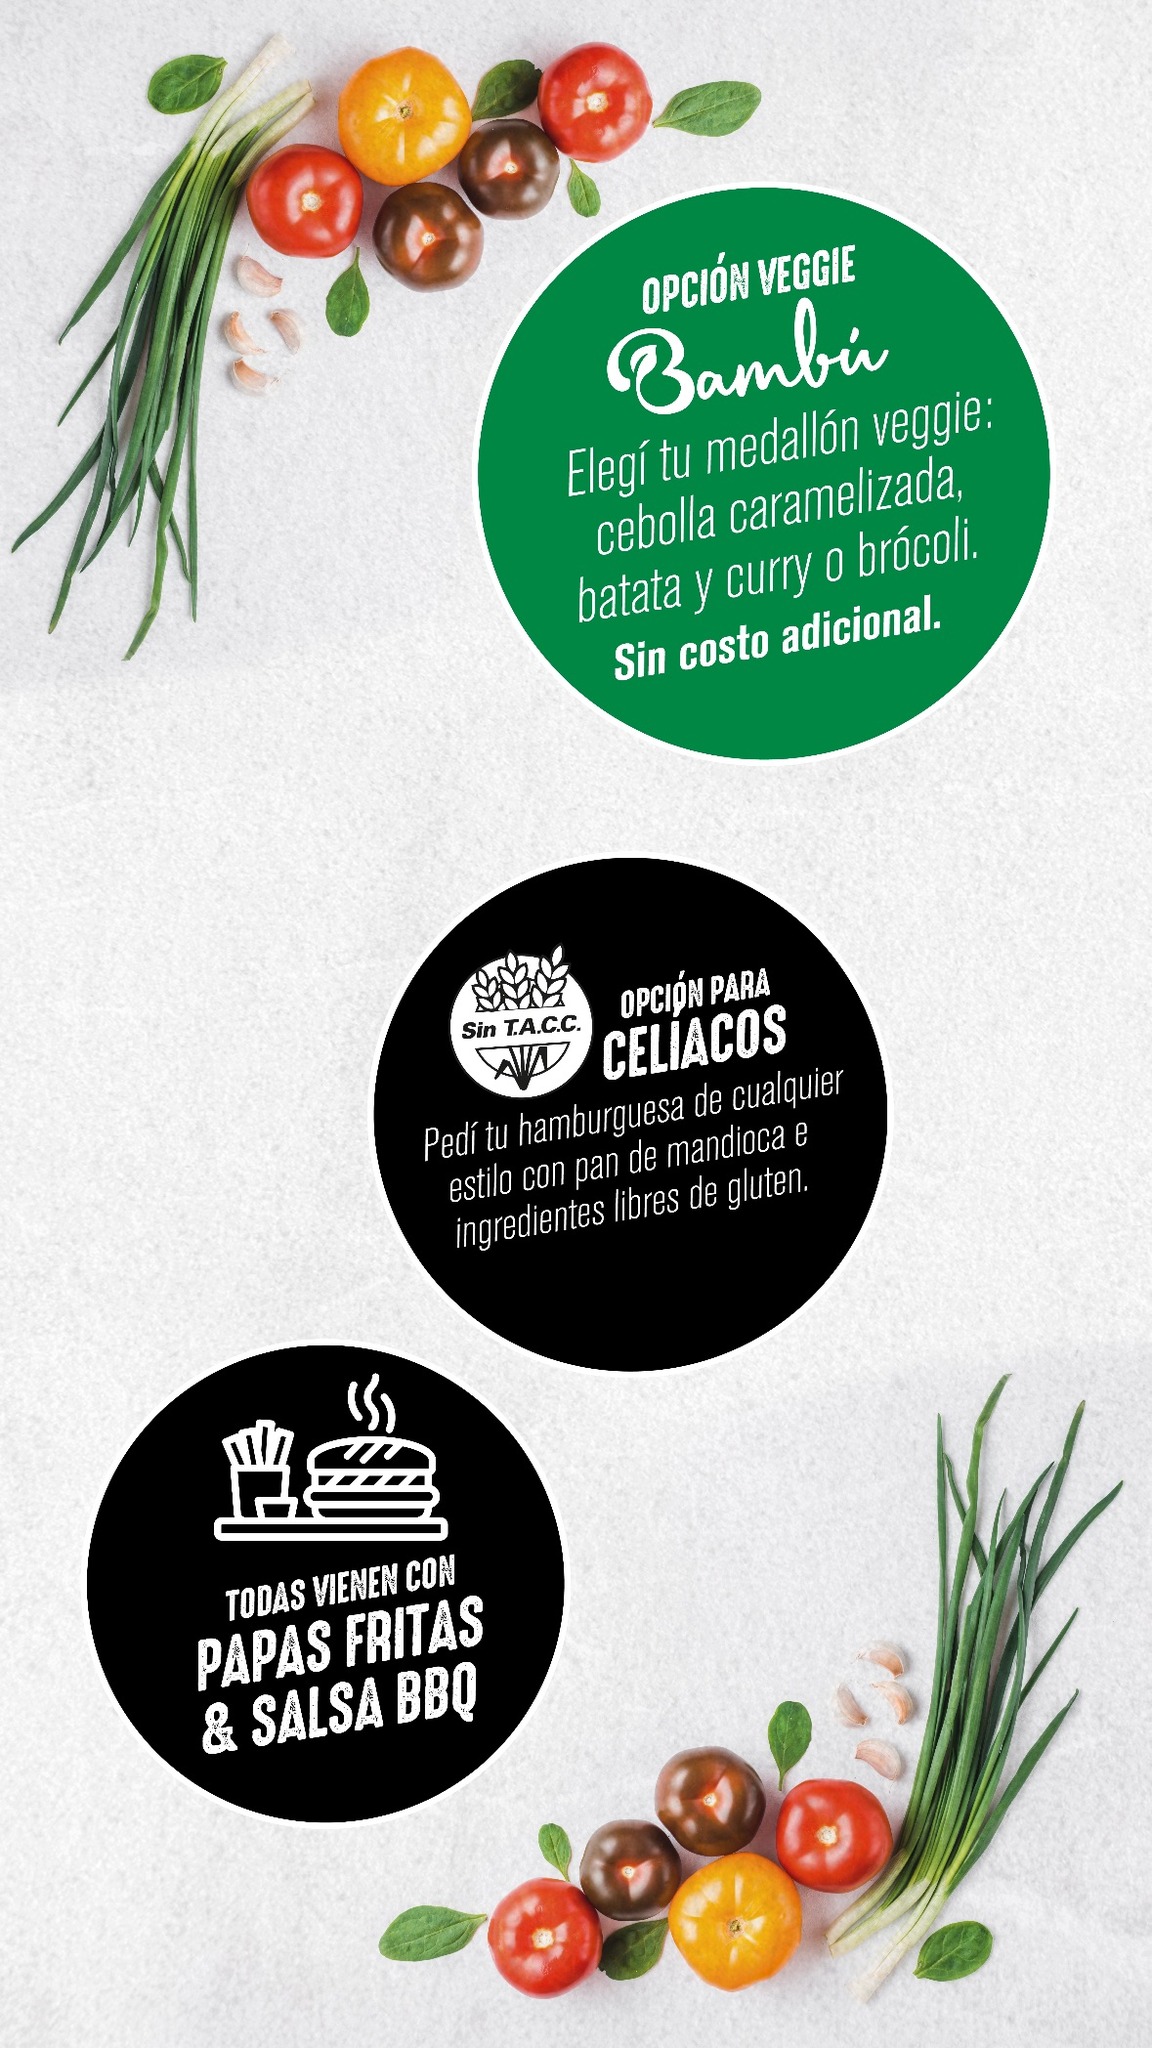 OPCIÓN VEGGIE
Bambú
Elegí tu medallón veggie:
cebolla caramelizada,
batata y curry o brócoli.
Sin costo adicional.
Sin T.A.C.C.
OPCIÓN PARA
CELÍACOS
Pedí tu hamburguesa de cualquier
estilo con pan de mandioca e
ingredientes libres de gluten.
TODAS VIENEN CON
PAPAS FRITAS
& SALSA BBQ